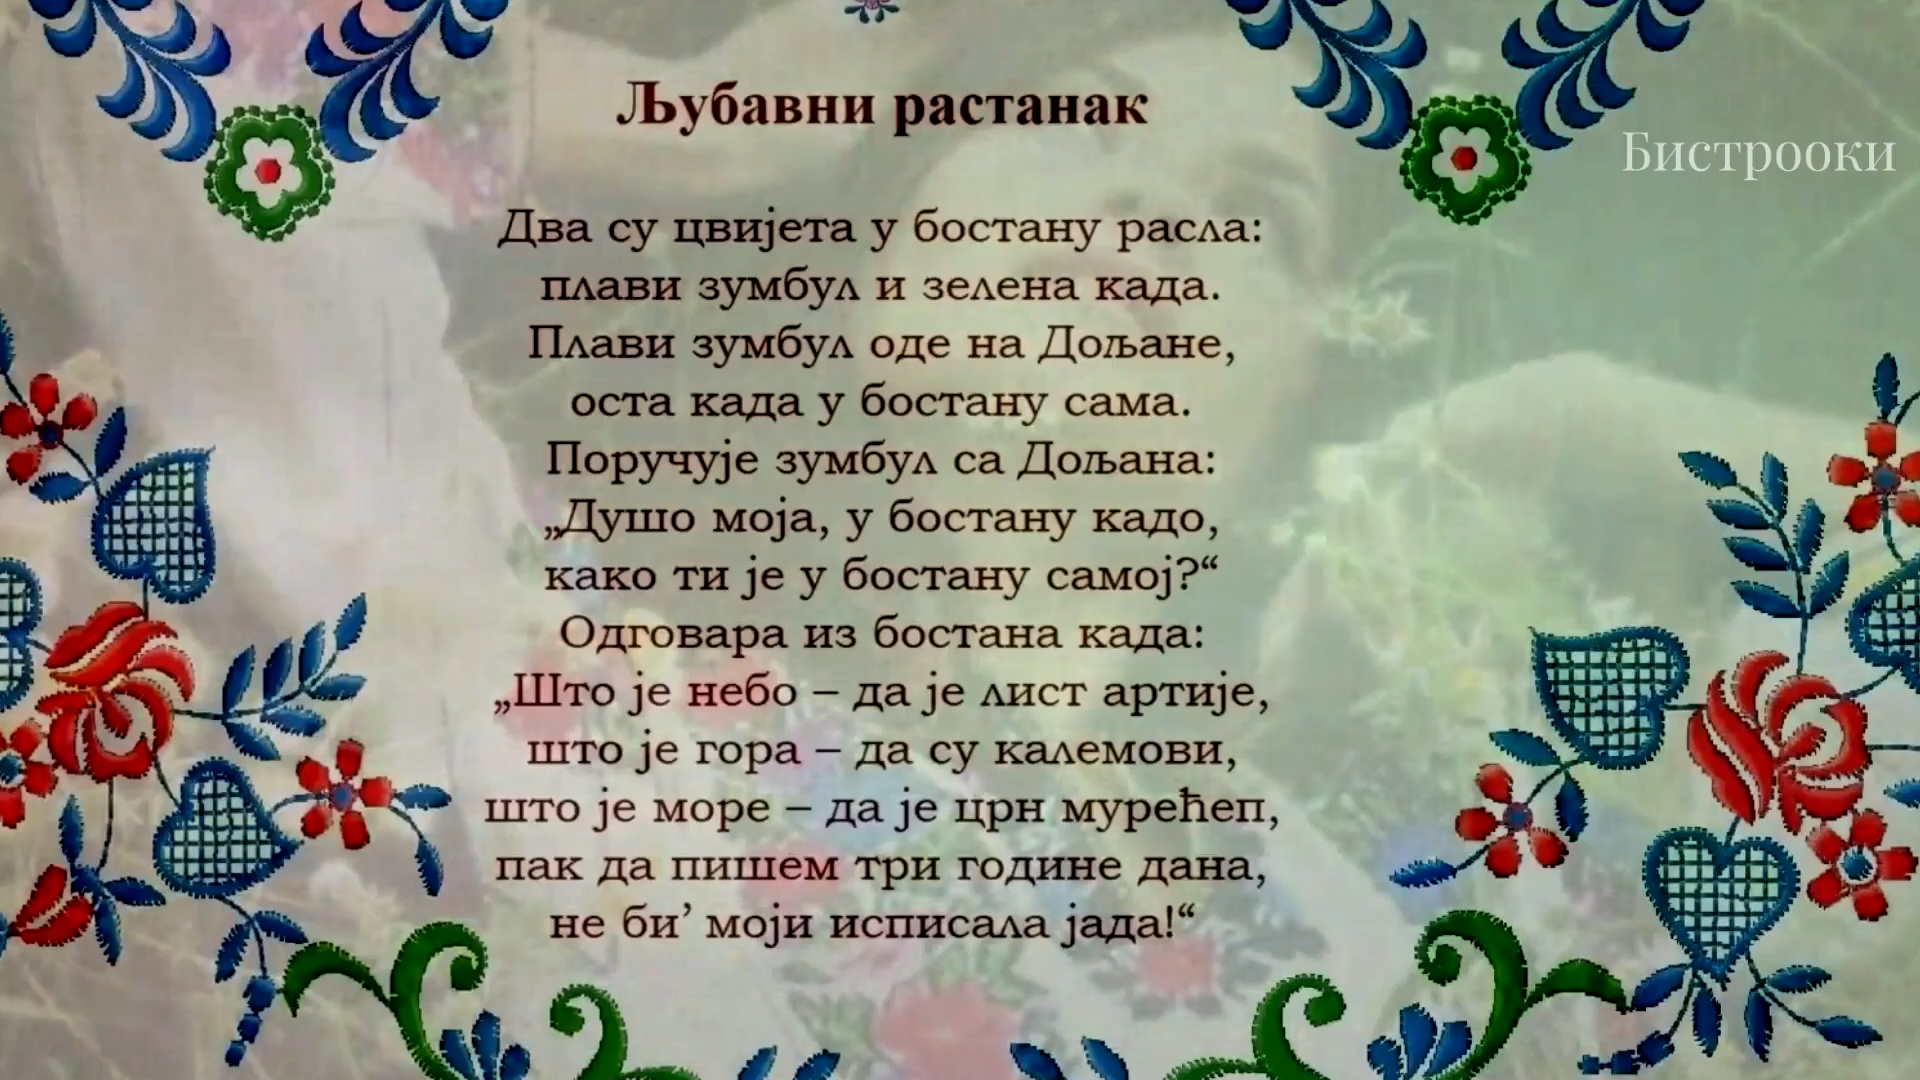 Љубавни растанак
Бистрооки
Два су цвијета у бостану расла:
плави зумбул и зелена када.
Плави зумбул оде на Дољане,
оста када у бостану сама.
Поручује зумбул са Дољана:
„Душо моја, у бостану кадо,
како ти је у бостану самој?“
Одговара из бостана када:
„Што је небо – да је лист артије,
што је гора – да су калемови,
што је море – да је црн мурећеп,
пак да пишем три године дана,
не би’ моји исписала јада!“